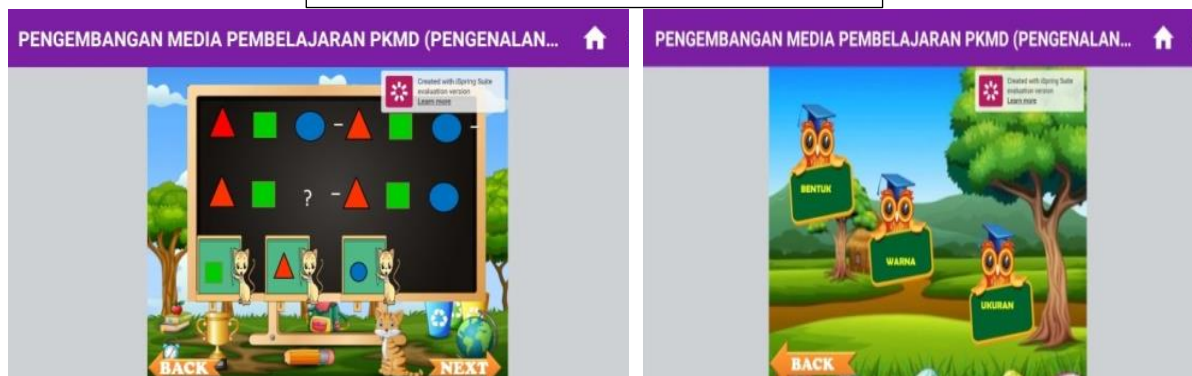 PENGEMBANGAN MEDIA PEMBELAJARAN PKMD (PENGENALAN...
Created with iSpring Suite
evaluation version
Learn more
– –
? –
BACK
NEXT
PENGEMBANGAN MEDIA PEMBELAJARAN PKMD (PENGENALAN...
Created with iSpring Suite
evaluation version
Learn more
BENTUK
WARNA
UKURAN
BACK